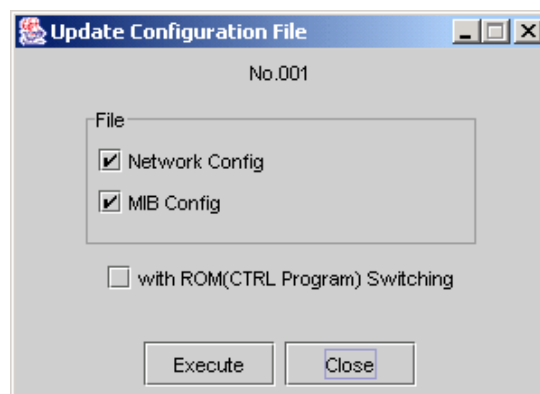 Update Configuration File
No.001
File
Network Config
MIB Config
with ROM(CTRL Program) Switching
Execute Close